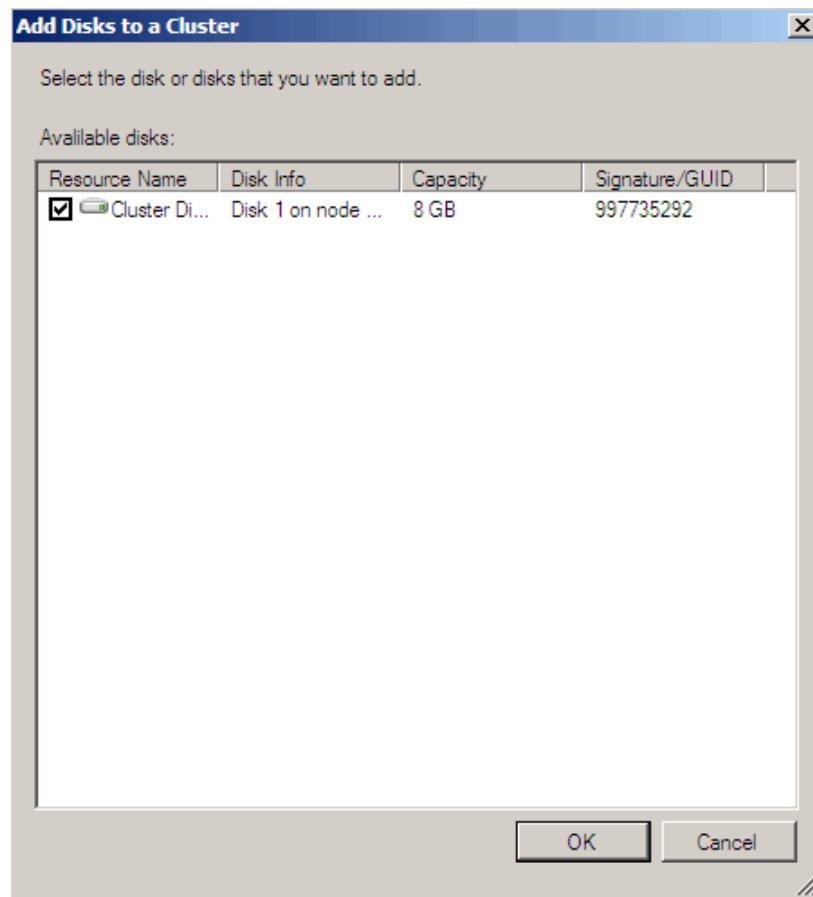 Add Disks to a Cluster
Select the disk or disks that you want to add.
Avalilable disks:
Resource Name Disk Info Capacity Signature/GUID
Cluster Di... Disk 1 on node ... 8 GB 997735292
OK Cancel